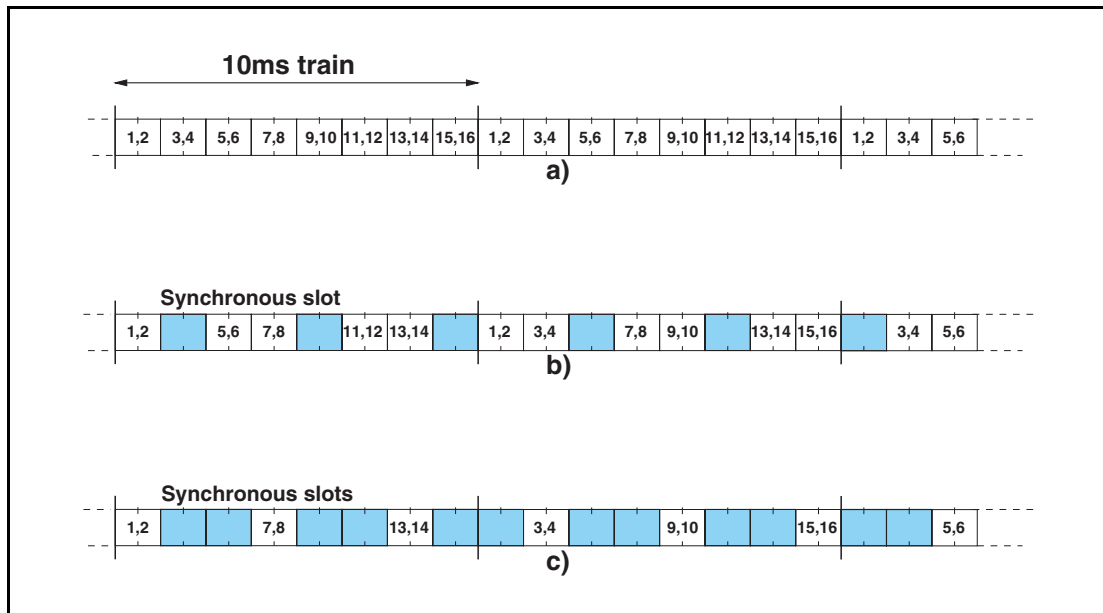 10ms train
1,2 3,4 5,6 7,8 9,10 11,12 13,14 15,16 1,2 3,4 5,6 7,8 9,10 11,12 13,14 15,16 1,2 3,4 5,6
a)
Synchronous slot
1,2 5,6 7,8 11,12 13,14 1,2 3,4 7,8 9,10 13,14 15,16 3,4 5,6
b)
Synchronous slots
1,2 7,8 13,14 3,4 9,10 15,16 5,6
c)